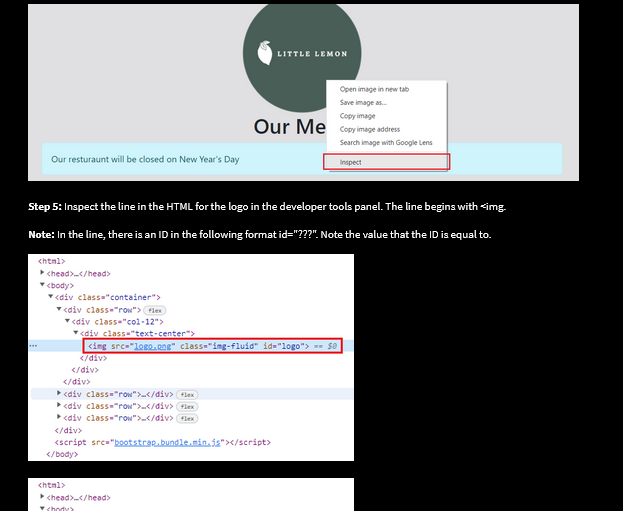 LITTLE LEMON
Open image in new tab
Save image as...
Copy image
Copy image address
Search image with Google Lens
Inspect
Our Me
Our resturaunt will be closed on New Year's Day
Step 5: Inspect the line in the HTML for the logo in the developer tools panel. The line begins with <img.
Note: In the line, there is an ID in the following format id="???". Note the value that the ID is equal to.
<html>
▶<head>…</head>
▼<body>
▼<div class="container">
▼<div class="row"> flex
▼<div class="col-12">
▼<div class="text-center">
··· <img src="logo.png" class="img-fluid" id="logo"> == $0
</div>
</div>
</div>
▶<div class="row">…</div> flex
▶<div class="row">…</div> flex
▶<div class="row">…</div> flex
</div>
<script src="bootstrap.bundle.min.js"></script>
</body>
<html>
▶<head>…</head>
▼<body>